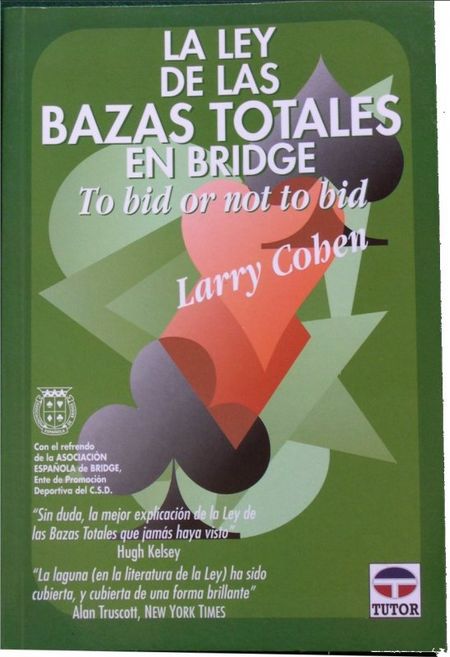 LA LEY
DE LAS
BAZAS TOTALES
EN BRIDGE
To bid or not to bid
Larry Cohen
Con el refrendo
de la ASOCIACIÓN
ESPAÑOLA de BRIDGE,
Ente de Promoción
Deportiva del C.S.D.
“Sin duda, la mejor explicación de la Ley de
las Bazas Totales que jamás haya visto”
Hugh Kelsey
“La laguna (en la literatura de la Ley) ha sido
cubierta, y cubierta de una forma brillante”
Alan Truscott, NEW YORK TIMES
TUTOR